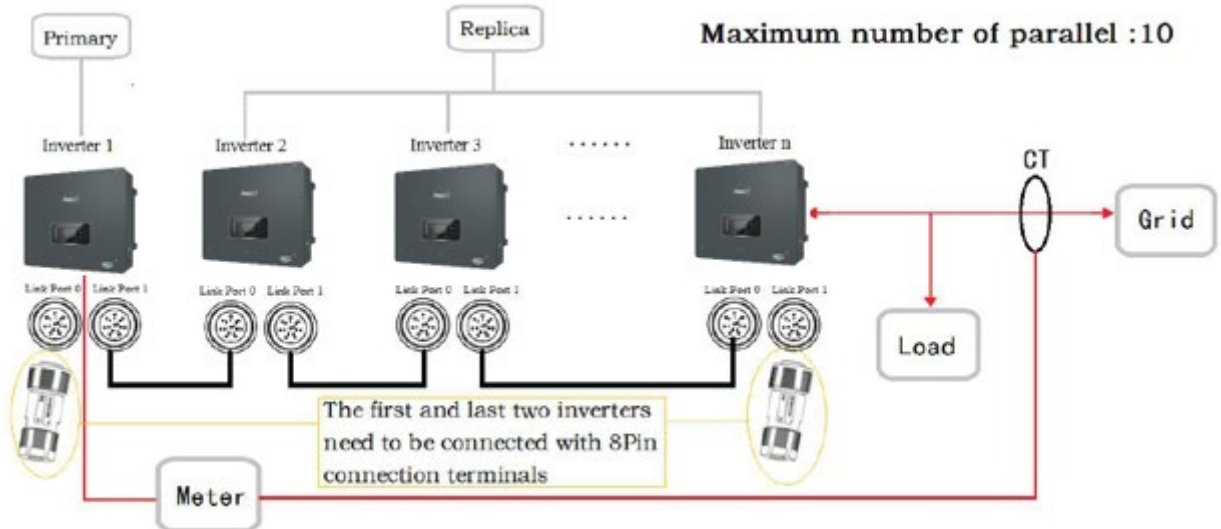 Primary
Replica
Maximum number of parallel :10
Inverter 1
Inverter 2
Inverter 3
......
Inverter n
CT
......
Grid
Link Port 0
Link Port 1
Link Port 0
Link Port 1
Link Port 0
Link Port 1
Link Port 0
Link Port 1
Load
The first and last two inverters
need to be connected with 8Pin
connection terminals
Meter